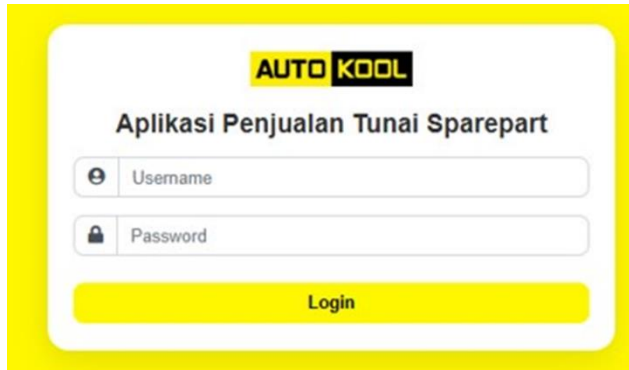 AUTO KOOL
Aplikasi Penjualan Tunai Sparepart
Username
Password
Login